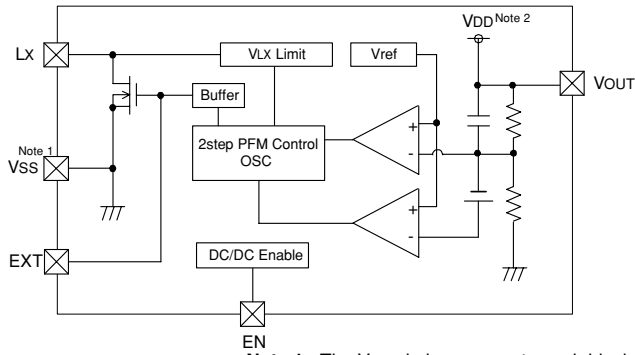 VDD Note 2
LX
VLX Limit
Vref
VOUT
Buffer
+
-
Note 1
VSS
2step PFM Control
OSC
+
-
EXT
DC/DC Enable
EN